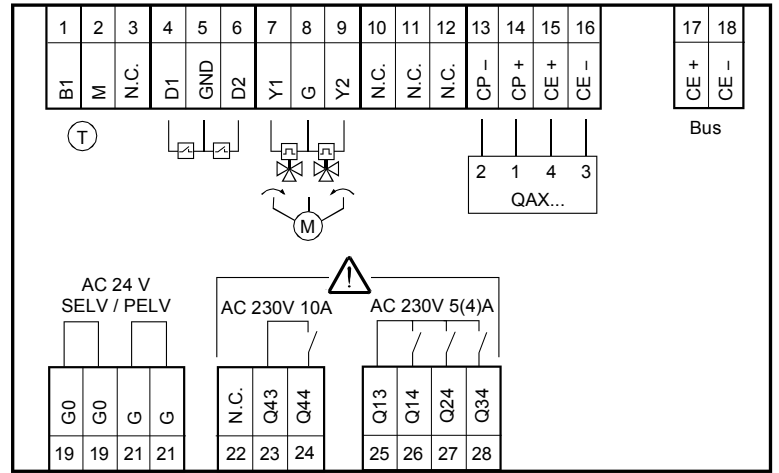 1 2 3 4 5 6 7 8 9 10 11 12 13 14 15 16 17 18
B1 M N.C. D1 GND D2 Y1 G Y2 N.C. N.C. N.C. CP – CP + CE + CE – CE + CE –
T
Bus
2 1 4 3
QAX...
M
AC 24 V
SELV / PELV
AC 230V 10A AC 230V 5(4)A
!
G0 G0 G G N.C. Q43 Q44 Q13 Q14 Q24 Q34
19 19 21 21 22 23 24 25 26 27 28